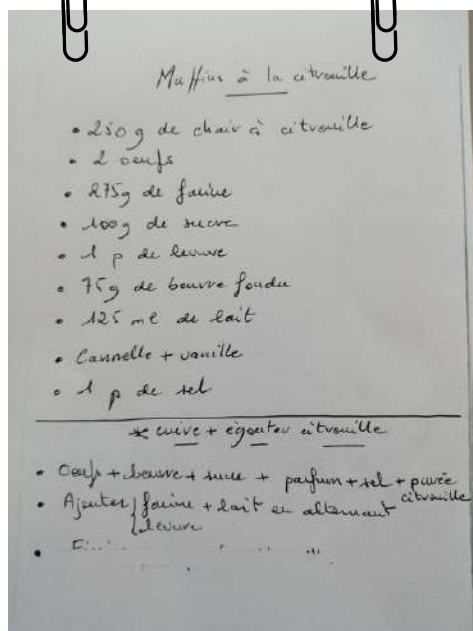 Muffins à la citrouille
• 250 g de chair à citrouille
• 2 oeufs
• 275g de farine
• 100g de sucre
• 1 p de levure
• 75g de beurre fondu
• 125 ml de lait
• Cannelle + vanille
• 1 p de sel
* cuire + égouter citrouille
• Oeufs + beurre + sucre + parfum + sel + purée citrouille
• Ajouter { farine + lait en alternant
levure